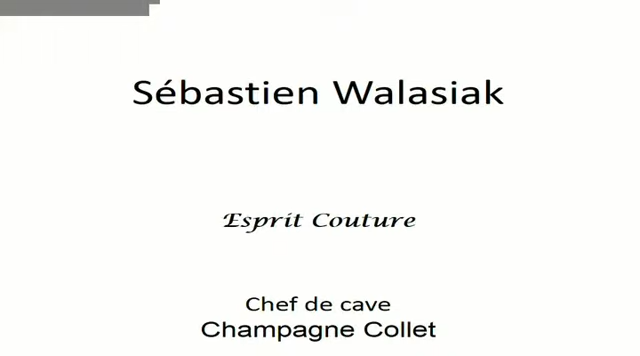 Sébastien Walasiak
Esprit Couture
Chef de cave
Champagne Collet